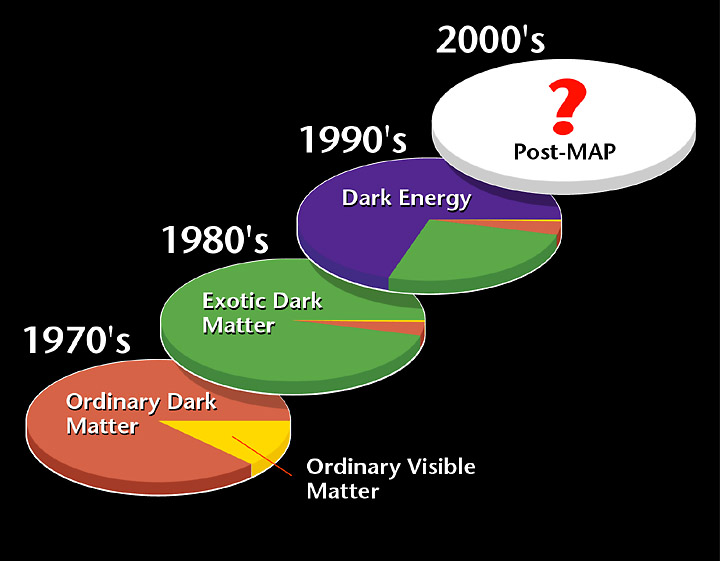 2000's
?
Post-MAP
1990's
Dark Energy
1980's
Exotic Dark
Matter
1970's
Ordinary Dark
Matter
Ordinary Visible
Matter